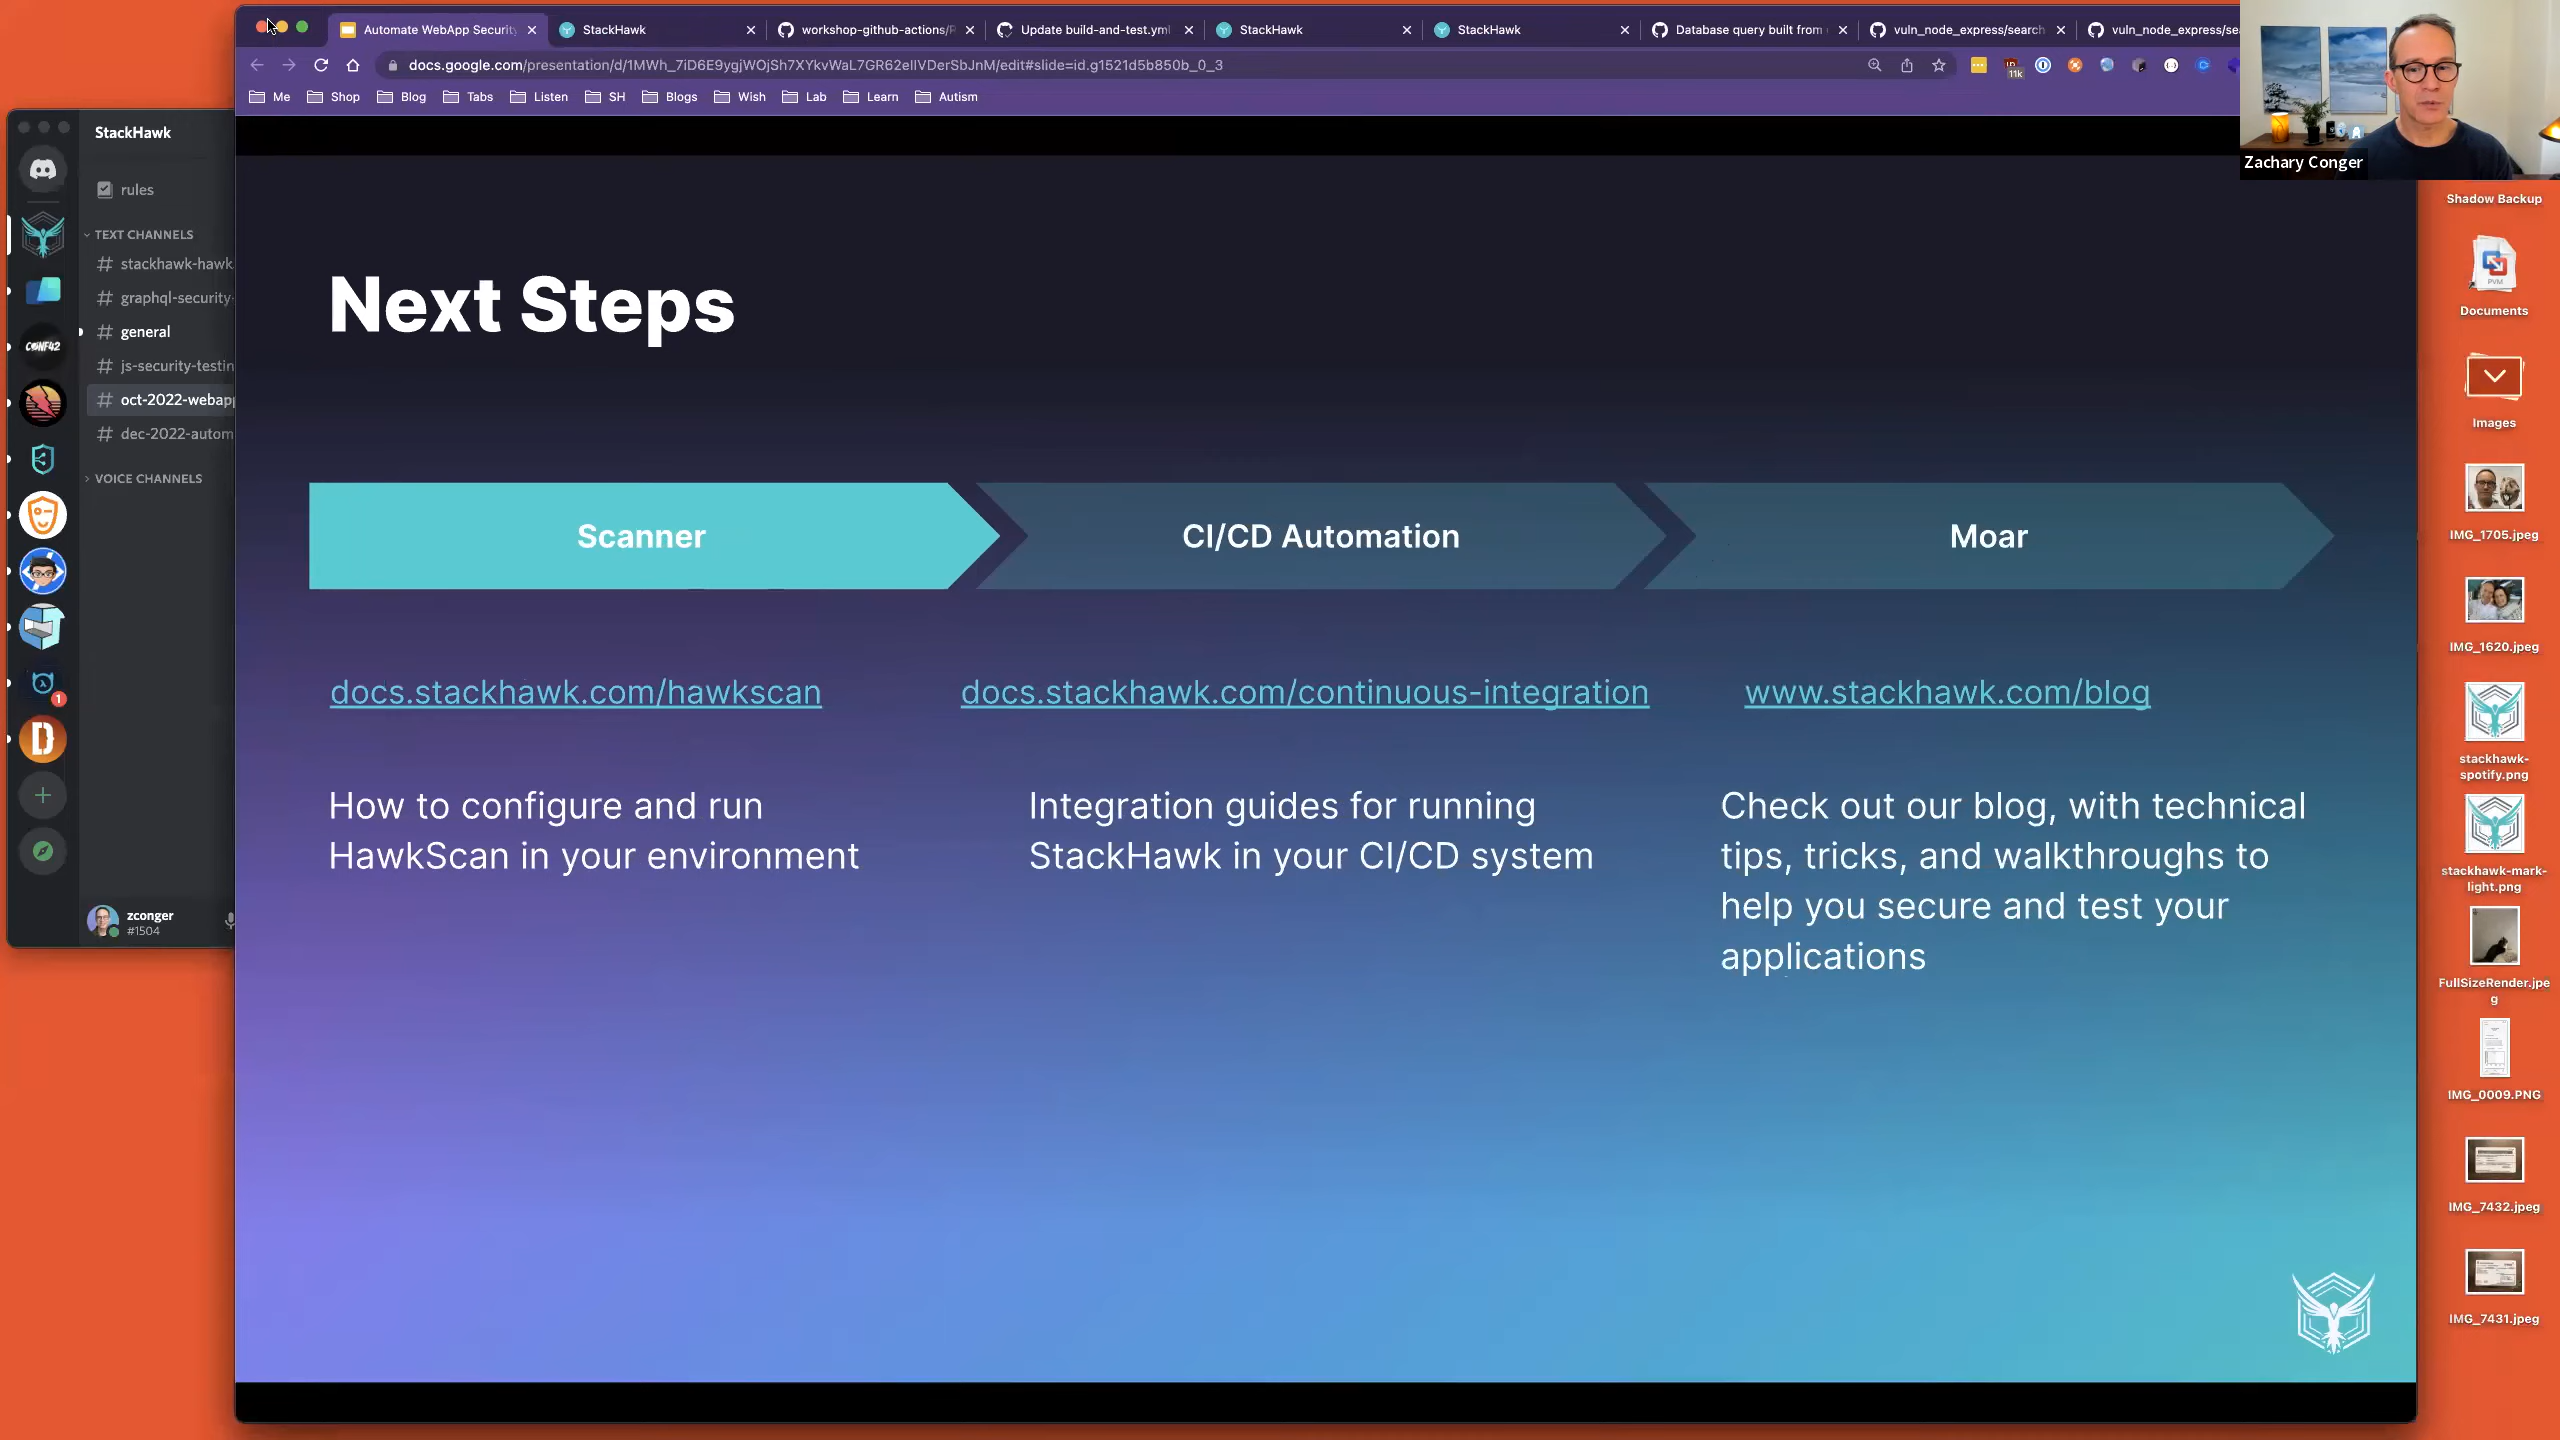 Automate WebApp Security
StackHawk
workshop-github-actions/
Update build-and-test.yml
StackHawk
StackHawk
Database query built from
vuln_node_express/search
vuln_node_express/sea
docs.google.com/presentation/d/1MWh_7iD6E9ygjWOjSh7XYkvWaL7GR62eIIVDerSbJnM/edit#slide=id.g1521d5b850b_0_3
11k
Me
Shop
Blog
Tabs
Listen
SH
Blogs
Wish
Lab
Learn
Autism
Zachary Conger
StackHawk
rules
TEXT CHANNELS
stackhawk-hawk
graphql-security-
general
js-security-testin
oct-2022-webapp
dec-2022-autom
VOICE CHANNELS
CONF42
1
D
zconger
#1504
Next Steps
Scanner
CI/CD Automation
Moar
docs.stackhawk.com/hawkscan
docs.stackhawk.com/continuous-integration
www.stackhawk.com/blog
How to configure and run
HawkScan in your environment
Integration guides for running
StackHawk in your CI/CD system
Check out our blog, with technical
tips, tricks, and walkthroughs to
help you secure and test your
applications
Shadow Backup
PVM
Documents
Images
IMG_1705.jpeg
IMG_1620.jpeg
stackhawk-
spotify.png
stackhawk-mark-
light.png
FullSizeRender.jpe
g
IMG_0009.PNG
IMG_7432.jpeg
IMG_7431.jpeg